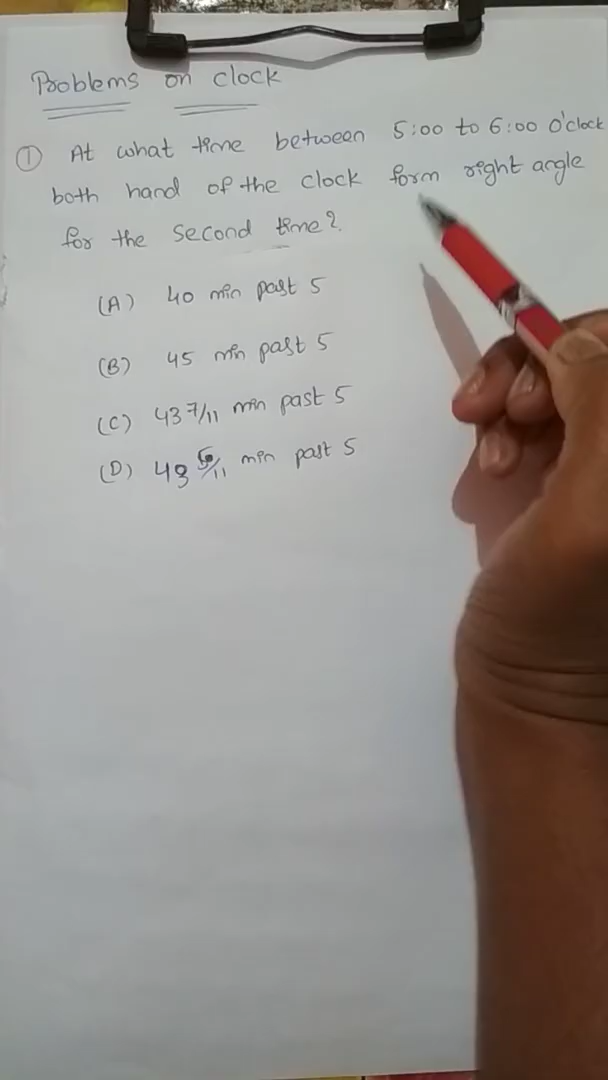 Problems on clock
① At what time between 5:00 to 6:00 O'clock
both hand of the clock form right angle
for the second time?
(A) 40 min past 5
(B) 45 min past 5
(C) 43 7/11 min past 5
(D) 43 /11 min past 5